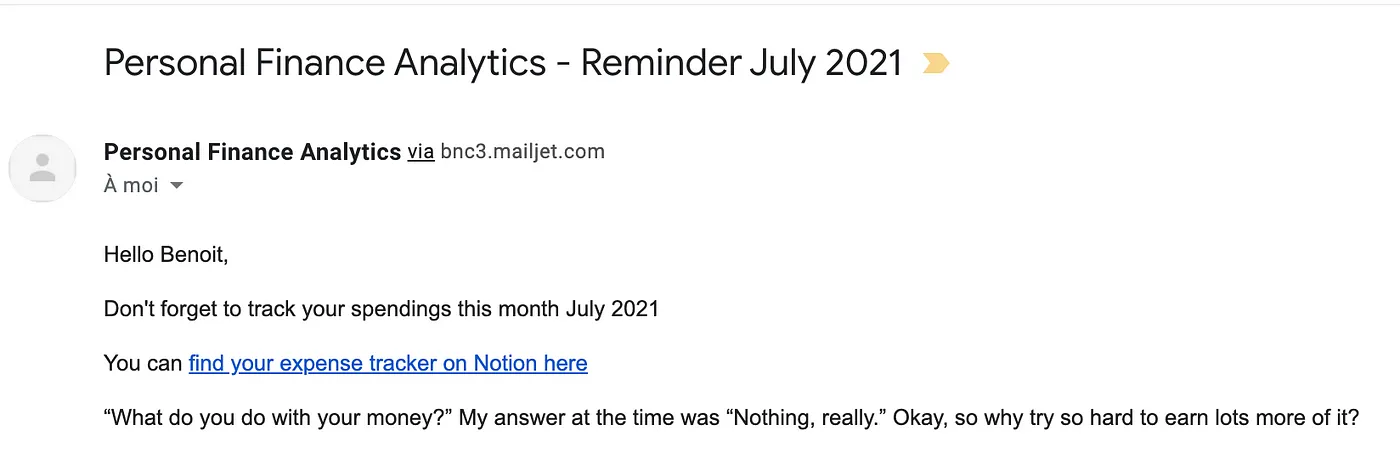 Personal Finance Analytics - Reminder July 2021
Personal Finance Analytics via bnc3.mailjet.com
À moi
Hello Benoit,
Don't forget to track your spendings this month July 2021
You can find your expense tracker on Notion here
“What do you do with your money?” My answer at the time was “Nothing, really.” Okay, so why try so hard to earn lots more of it?